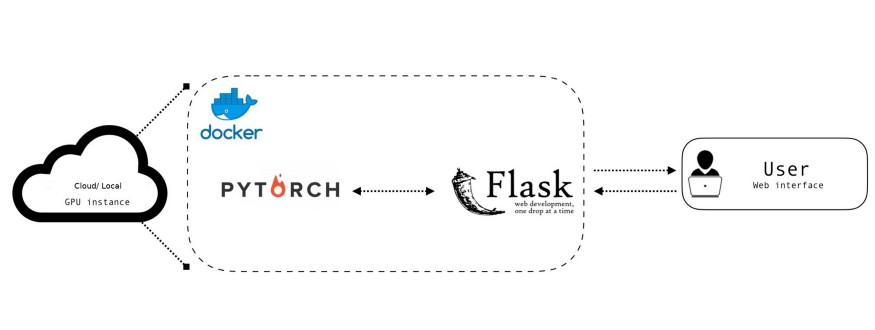 docker
Cloud/ Local
GPU instance
PYTORCH
Flask
web development,
one drop at a time
User
Web interface